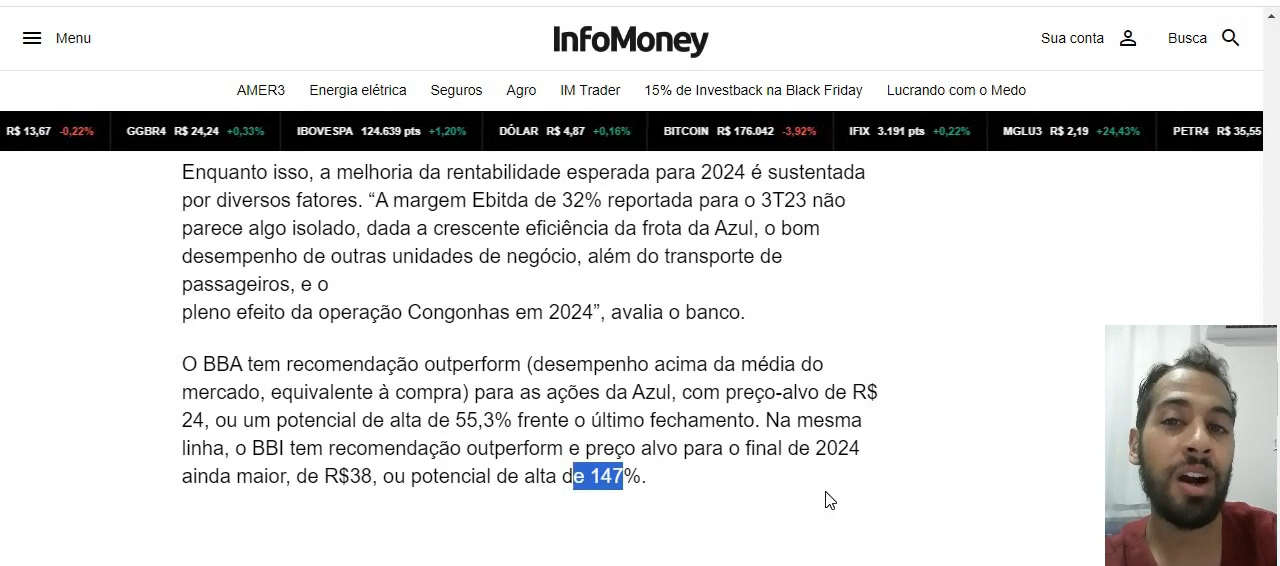 Menu
InfoMoney
Sua conta
Busca
AMER3 Energia elétrica Seguros Agro IM Trader 15% de Investback na Black Friday Lucrando com o Medo
R$ 13,67 -0,22% GGBR4 R$ 24,24 +0,33% IBOVESPA 124.639 pts +1,20% DÓLAR R$ 4,87 +0,16% BITCOIN R$ 176.042 -3,92% IFIX 3.191 pts +0,22% MGLU3 R$ 2,19 +24,43% PETR4 R$ 35,55
Enquanto isso, a melhoria da rentabilidade esperada para 2024 é sustentada
por diversos fatores. “A margem Ebitda de 32% reportada para o 3T23 não
parece algo isolado, dada a crescente eficiência da frota da Azul, o bom
desempenho de outras unidades de negócio, além do transporte de
passageiros, e o
pleno efeito da operação Congonhas em 2024”, avalia o banco.
O BBA tem recomendação outperform (desempenho acima da média do
mercado, equivalente à compra) para as ações da Azul, com preço-alvo de R$
24, ou um potencial de alta de 55,3% frente o último fechamento. Na mesma
linha, o BBI tem recomendação outperform e preço alvo para o final de 2024
ainda maior, de R$38, ou potencial de alta de 147%.